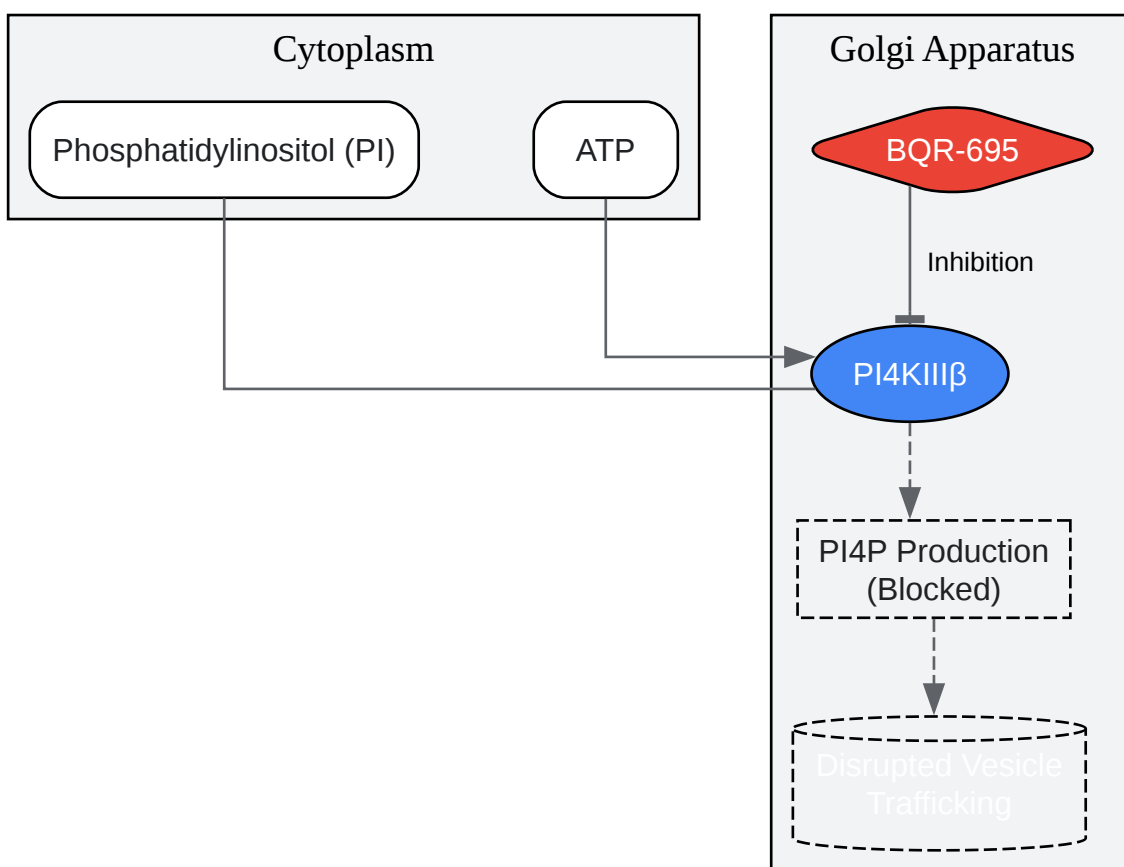 Cytoplasm
Golgi Apparatus
Phosphatidylinositol (PI)
ATP
BQR-695
Inhibition
PI4KIIIβ
PI4P Production
(Blocked)
Disrupted Vesicle
Trafficking